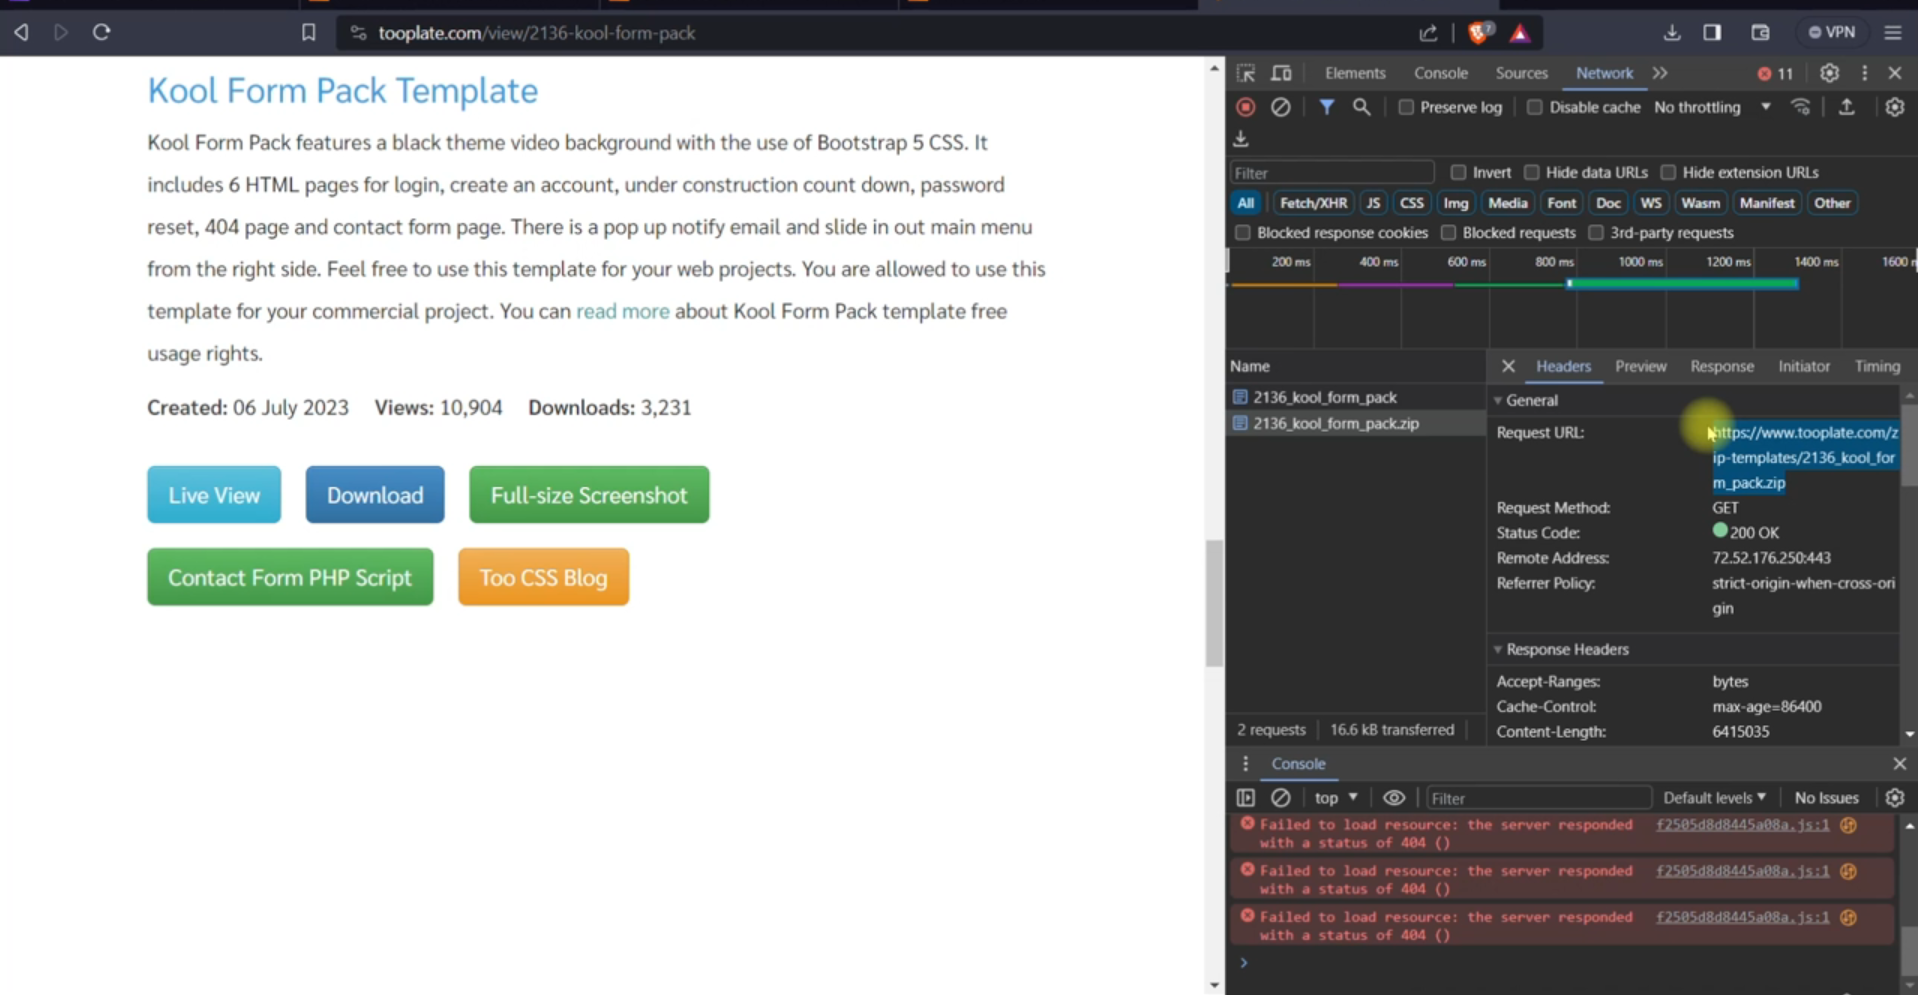 tooplate.com/view/2136-kool-form-pack
7
VPN
Kool Form Pack Template
Kool Form Pack features a black theme video background with the use of Bootstrap 5 CSS. It
includes 6 HTML pages for login, create an account, under construction count down, password
reset, 404 page and contact form page. There is a pop up notify email and slide in out main menu
from the right side. Feel free to use this template for your web projects. You are allowed to use this
template for your commercial project. You can read more about Kool Form Pack template free
usage rights.
Created: 06 July 2023 Views: 10,904 Downloads: 3,231
Live View Download Full-size Screenshot
Contact Form PHP Script Too CSS Blog
Elements Console Sources Network 11
Preserve log Disable cache No throttling
Filter Invert Hide data URLs Hide extension URLs
All Fetch/XHR JS CSS Img Media Font Doc WS Wasm Manifest Other
Blocked response cookies Blocked requests 3rd-party requests
200 ms 400 ms 600 ms 800 ms 1000 ms 1200 ms 1400 ms 1600
Name
2136_kool_form_pack
2136_kool_form_pack.zip
2 requests 16.6 kB transferred
Headers Preview Response Initiator Timing
General
Request URL: https://www.tooplate.com/z
ip-templates/2136_kool_for
m_pack.zip
Request Method: GET
Status Code: 200 OK
Remote Address: 72.52.176.250:443
Referrer Policy: strict-origin-when-cross-ori
gin
Response Headers
Accept-Ranges: bytes
Cache-Control: max-age=86400
Content-Length: 6415035
Console
top Filter Default levels No Issues
Failed to load resource: the server responded f2505d8d8445a08a.js:1
with a status of 404 ()
Failed to load resource: the server responded f2505d8d8445a08a.js:1
with a status of 404 ()
Failed to load resource: the server responded f2505d8d8445a08a.js:1
with a status of 404 ()